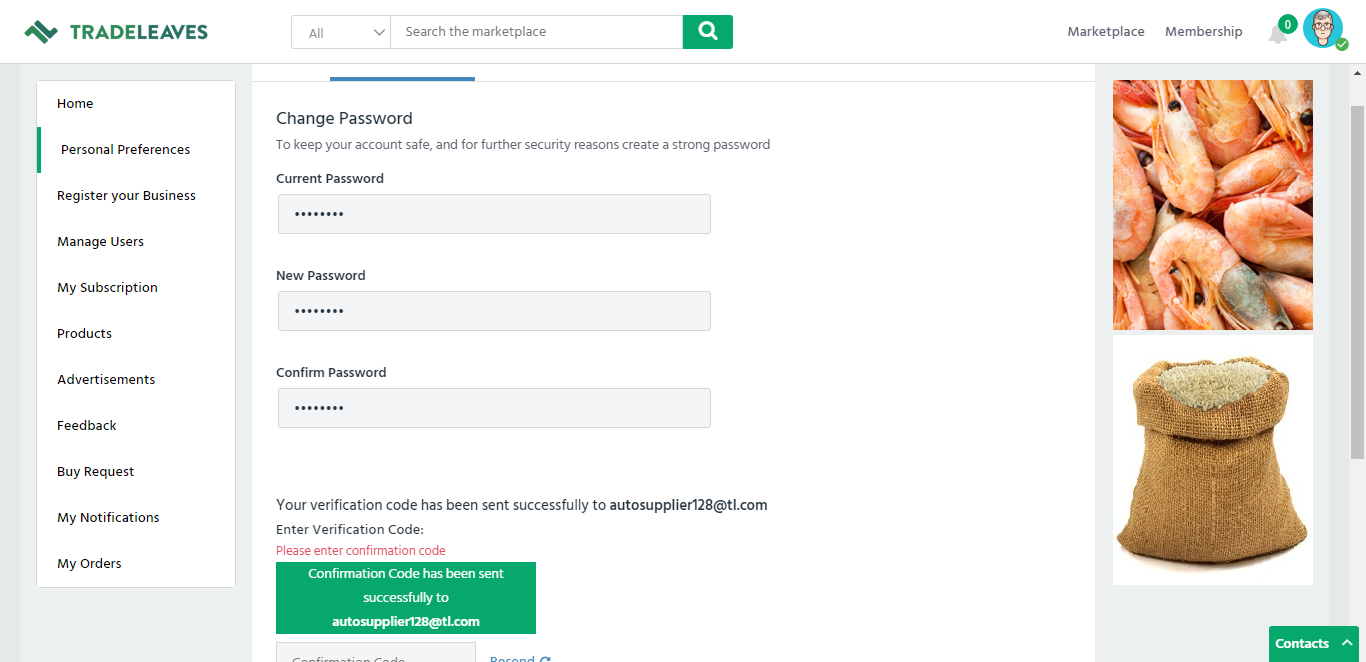 TRADELEAVES
All
Search the marketplace
Marketplace
Membership
0
Home
Personal Preferences
Register your Business
Manage Users
My Subscription
Products
Advertisements
Feedback
Buy Request
My Notifications
My Orders
Change Password
To keep your account safe, and for further security reasons create a strong password
Current Password
••••••••
New Password
••••••••
Confirm Password
••••••••
Your verification code has been sent successfully to autosupplier128@tl.com
Enter Verification Code:
Please enter confirmation code
Confirmation Code has been sent
successfully to
autosupplier128@tl.com
Confirmation Code
Resend
Contacts